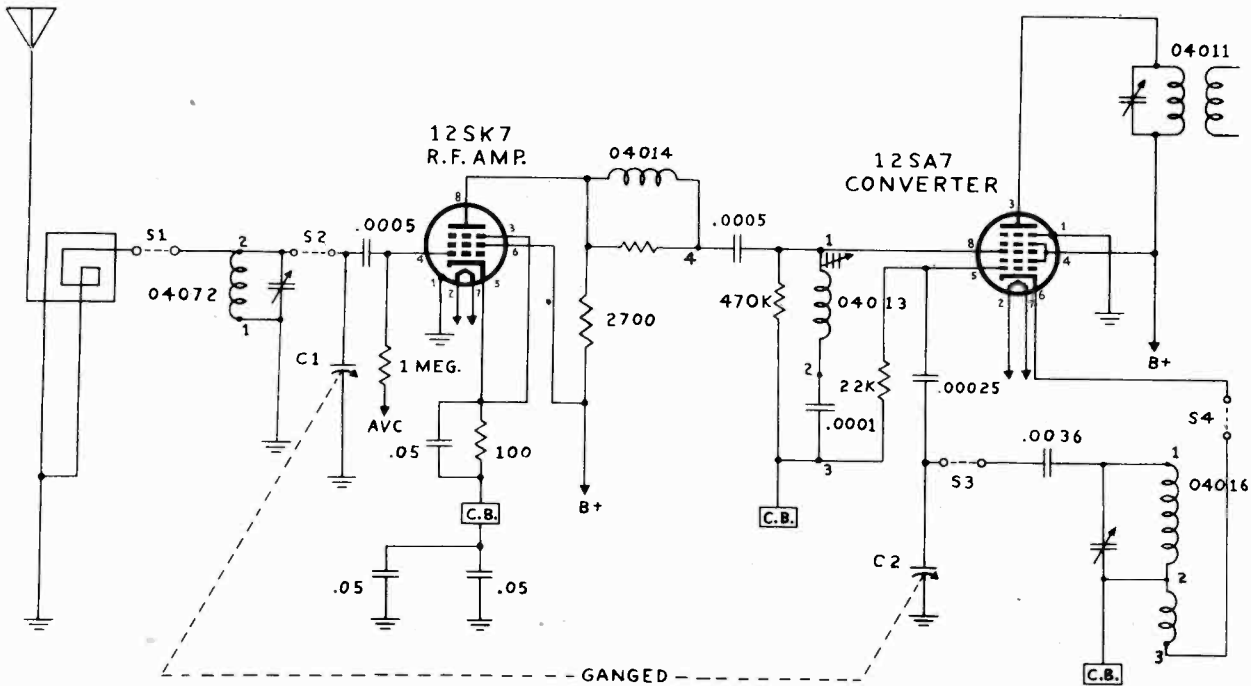 04011
12SK7
R.F. AMP.
04014
12SA7
CONVERTER
8
3
6
4
1
2
7
5
.0005
.0005
4
S1
2
S2
04072
1
C1
1 MEG.
AVC
.05
100
C.B.
.05
.05
2700
B+
470K
1
04013
2
.0001
3
C.B.
22K
3
1
8
4
5
2
7
6
B+
.00025
S4
.0036
S3
1
04016
2
3
C2
C.B.
GANGED